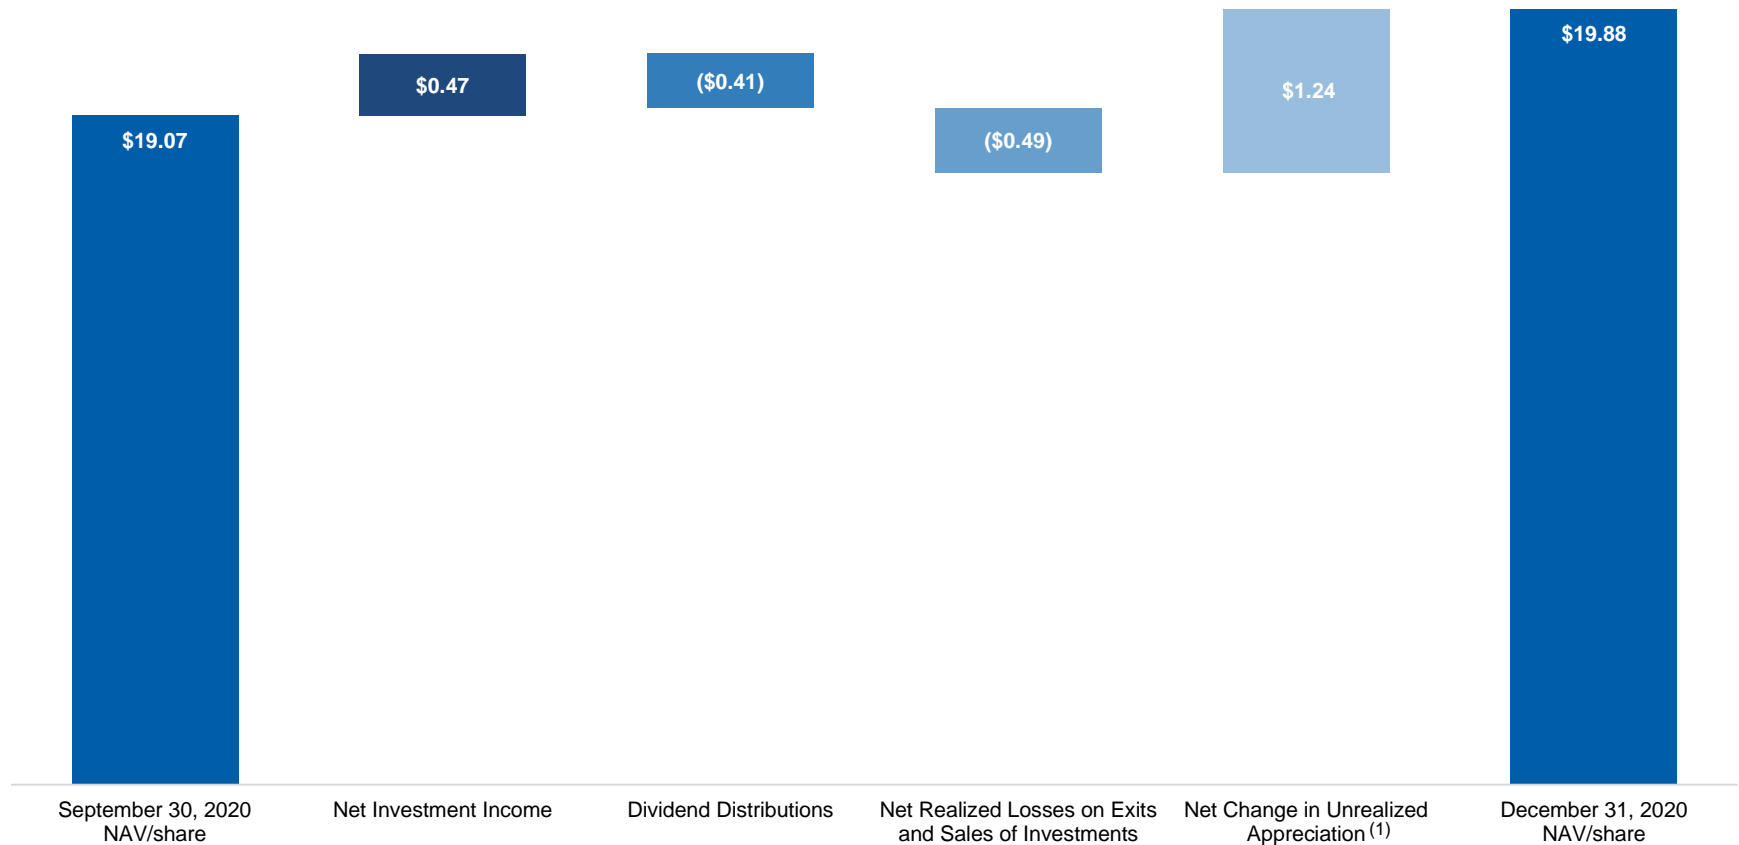 $19.07
$0.47
($0.41)
($0.49)
$1.24
$19.88
September 30, 2020
NAV/share
Net Investment Income
Dividend Distributions
Net Realized Losses on Exits
and Sales of Investments
Net Change in Unrealized
Appreciation (1)
December 31, 2020
NAV/share